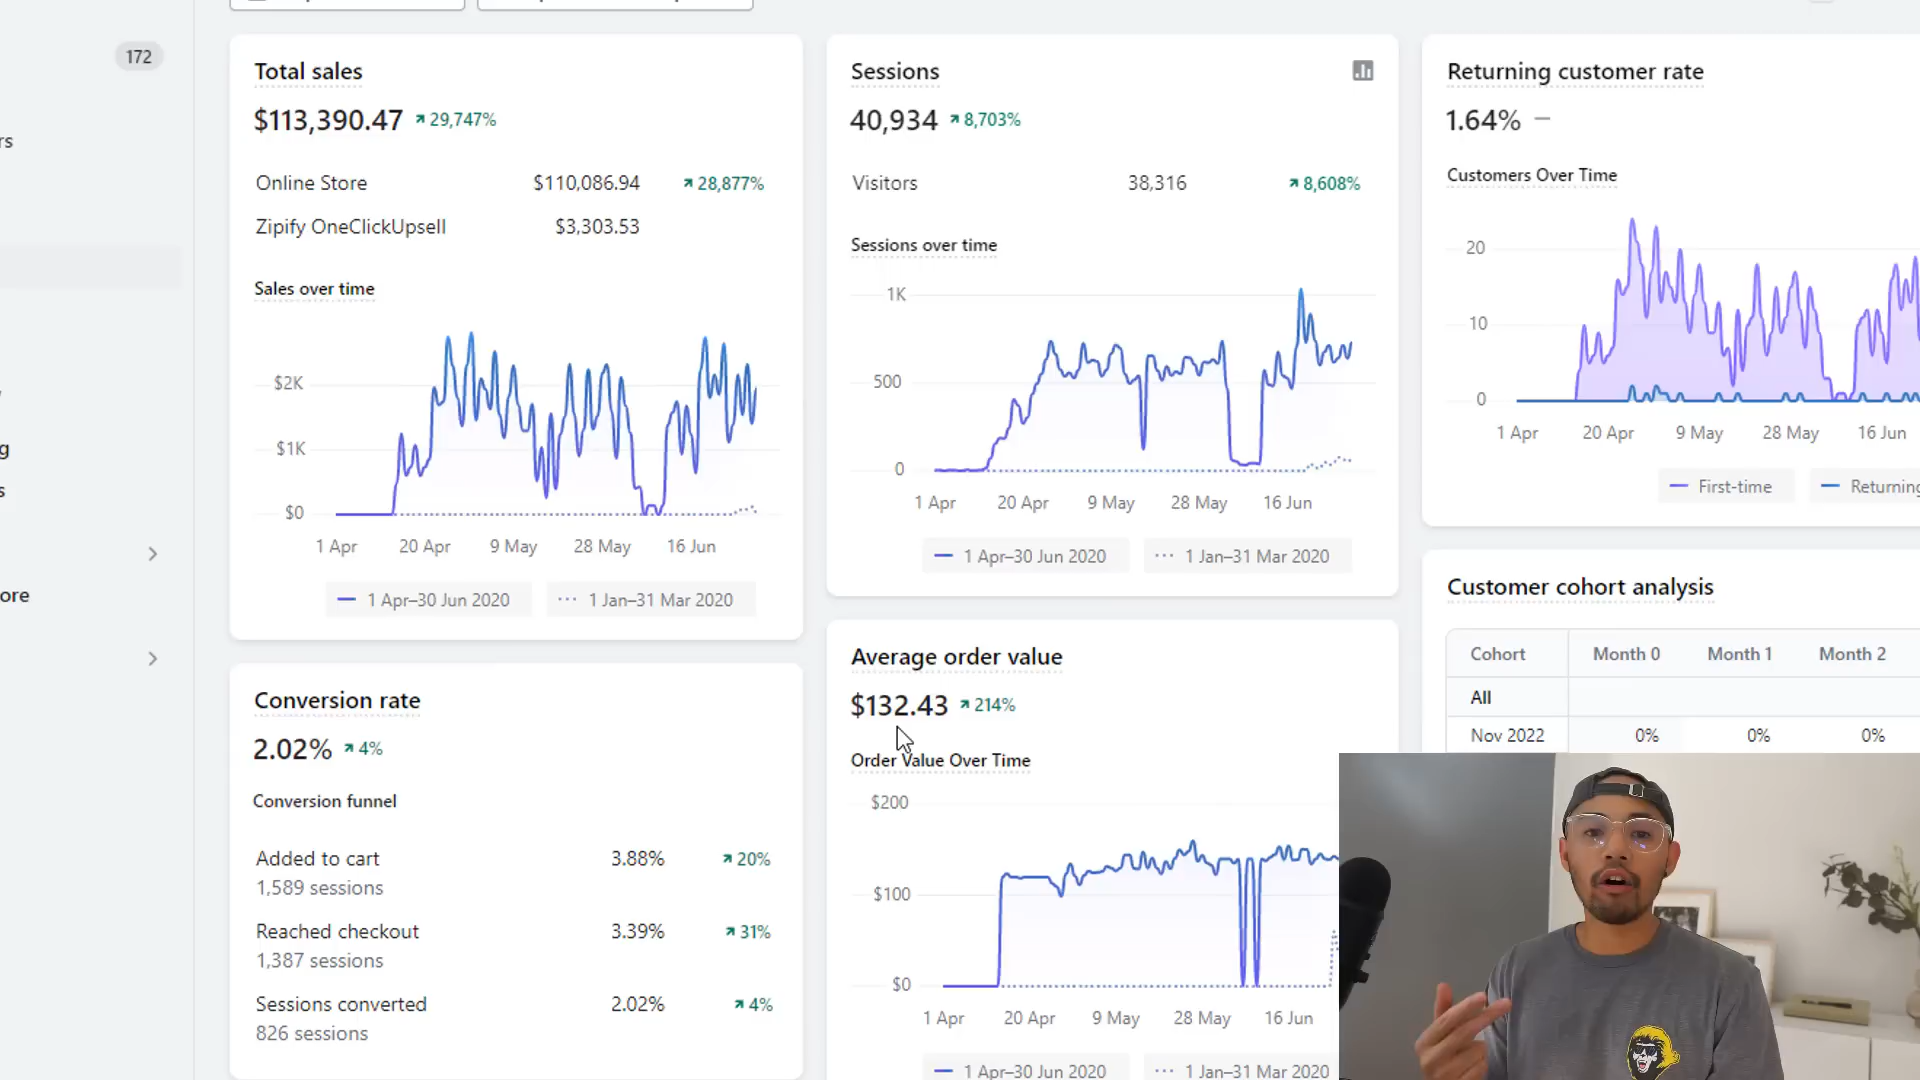 172
rs
g
s
ore
Total sales
$113,390.47 29,747%
Online Store $110,086.94 28,877%
Zipify OneClickUpsell $3,303.53
Sales over time
$2K
$1K
$0
1 Apr 20 Apr 9 May 28 May 16 Jun
1 Apr–30 Jun 2020 1 Jan–31 Mar 2020
Conversion rate
2.02% 4%
Conversion funnel
Added to cart 3.88% 20%
1,589 sessions
Reached checkout 3.39% 31%
1,387 sessions
Sessions converted 2.02% 4%
826 sessions
Sessions
40,934 8,703%
Visitors 38,316 8,608%
Sessions over time
1K
500
0
1 Apr 20 Apr 9 May 28 May 16 Jun
1 Apr–30 Jun 2020 1 Jan–31 Mar 2020
Average order value
$132.43 214%
Order Value Over Time
$200
$100
$0
1 Apr 20 Apr 9 May 28 May 16 Jun
1 Apr–30 Jun 2020 1 Jan–31 Mar 2020
Returning customer rate
1.64% –
Customers Over Time
20
10
0
1 Apr 20 Apr 9 May 28 May 16 Jun
First-time Returning
Customer cohort analysis
Cohort Month 0 Month 1 Month 2
All
Nov 2022 0% 0% 0%